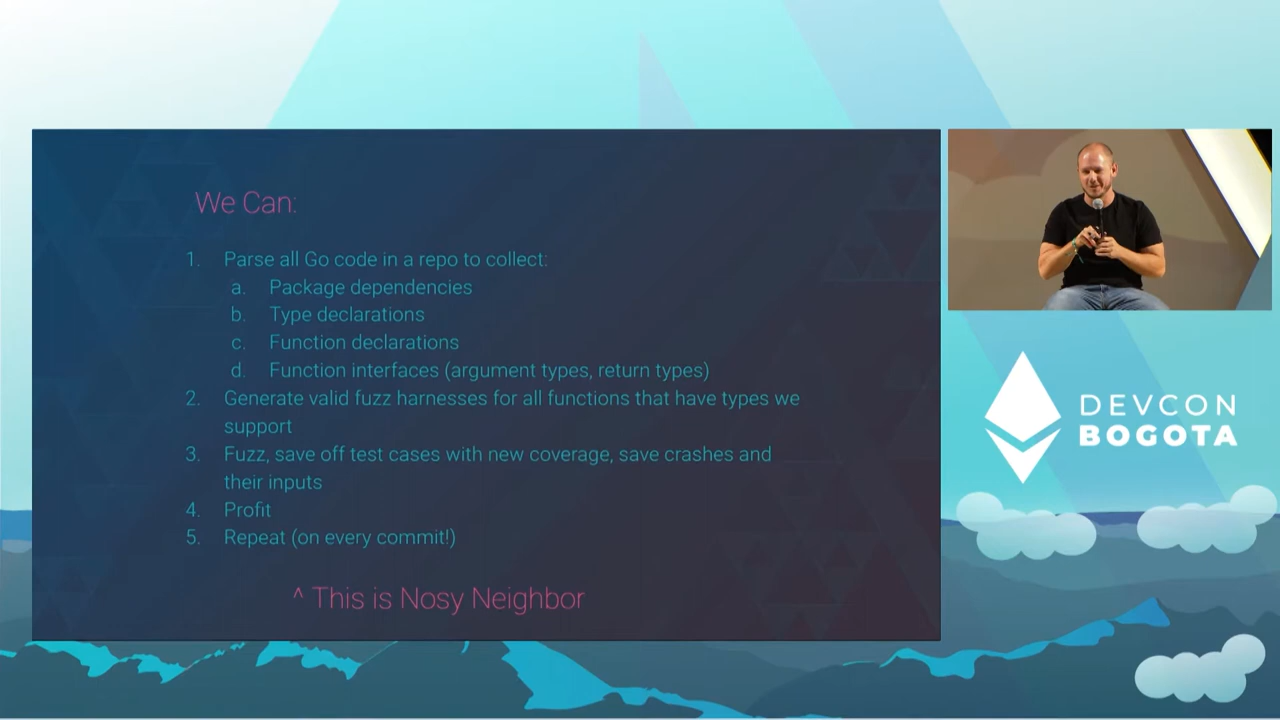 We Can:
1. Parse all Go code in a repo to collect:
a. Package dependencies
b. Type declarations
c. Function declarations
d. Function interfaces (argument types, return types)
2. Generate valid fuzz harnesses for all functions that have types we
support
3. Fuzz, save off test cases with new coverage, save crashes and
their inputs
4. Profit
5. Repeat (on every commit!)
^ This is Nosy Neighbor
DEVCON
BOGOTA